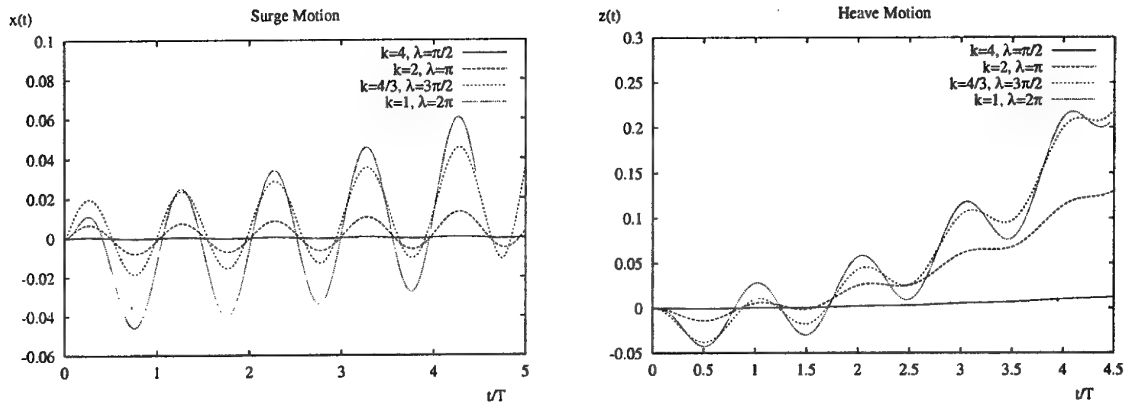 x(t)
Surge Motion
0.1
0.08
0.06
0.04
0.02
0
-0.02
-0.04
-0.06
k=4, λ=π/2
k=2, λ=π
k=4/3, λ=3π/2
k=1, λ=2π
0 1 2 3 4 5
t/T
z(t)
Heave Motion
0.3
0.25
0.2
0.15
0.1
0.05
0
-0.05
k=4, λ=π/2
k=2, λ=π
k=4/3, λ=3π/2
k=1, λ=2π
0 0.5 1 1.5 2 2.5 3 3.5 4 4.5
t/T